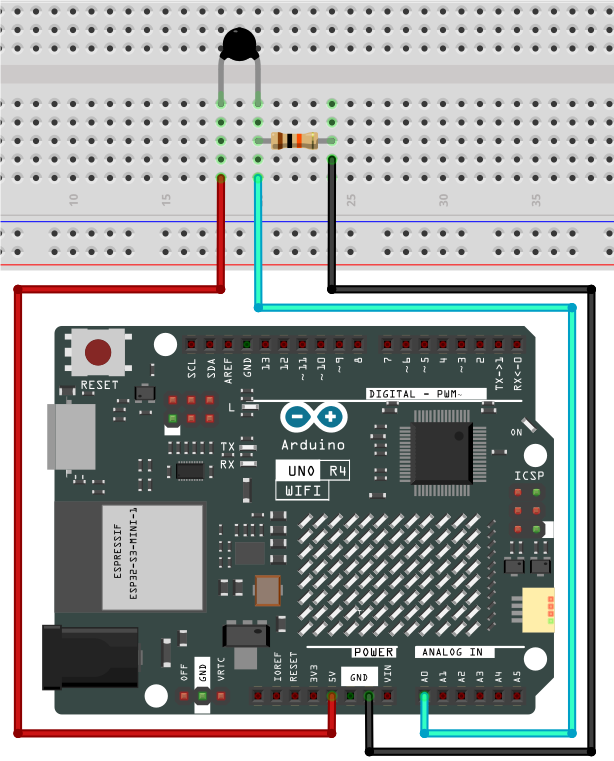 10 15 25 30 35
SCL SDA AREF GND 13 12 ~11 ~10 ~9 8 7 ~6 ~5 4 ~3 2 TX→1 RX←0
RESET
DIGITAL - PWM~
L
TX
RX
Arduino
ON
UNO R4
WIFI
ICSP
ESPRESSIF
ESP32-S3-MINI-1
POWER ANALOG IN
OFF GND VRTC IOREF RESET 3V3 5V GND VIN A0 A1 A2 A3 A4 A5